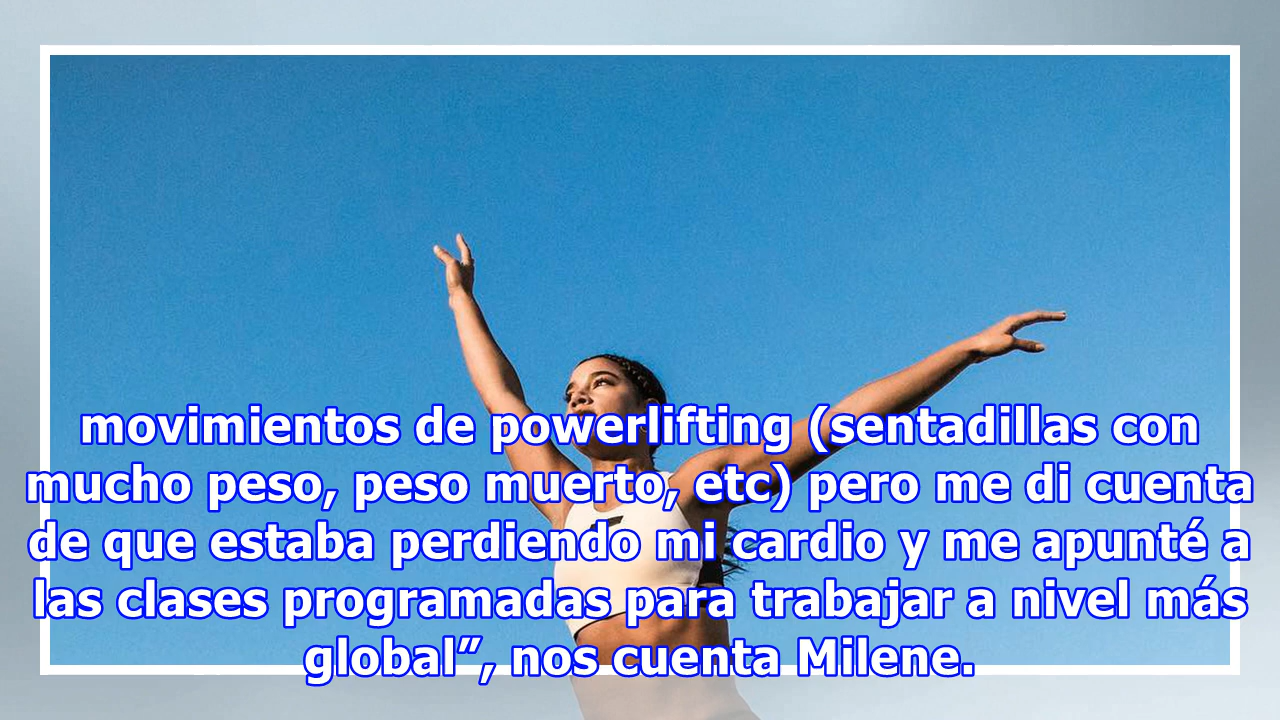 movimientos de powerlifting (sentadillas con
mucho peso, peso muerto, etc) pero me di cuenta
de que estaba perdiendo mi cardio y me apunté a
las clases programadas para trabajar a nivel más
global”, nos cuenta Milene.